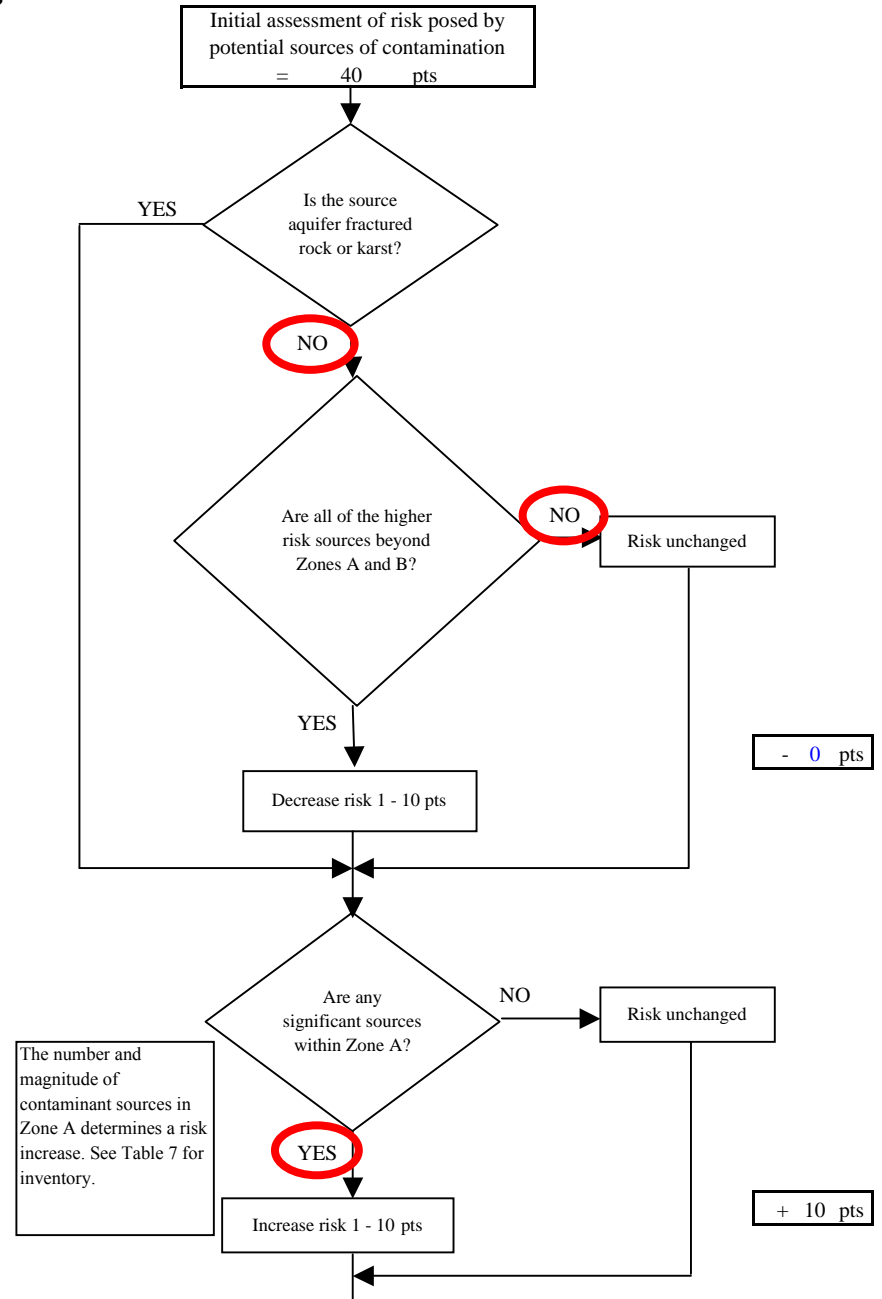 Initial assessment of risk posed by
potential sources of contamination
= 40 pts
YES
Is the source
aquifer fractured
rock or karst?
NO
Are all of the higher
risk sources beyond
Zones A and B?
NO
Risk unchanged
YES
- 0 pts
Decrease risk 1 - 10 pts
Are any
significant sources
within Zone A?
NO
Risk unchanged
The number and
magnitude of
contaminant sources in
Zone A determines a risk
increase. See Table 7 for
inventory.
YES
Increase risk 1 - 10 pts
+ 10 pts